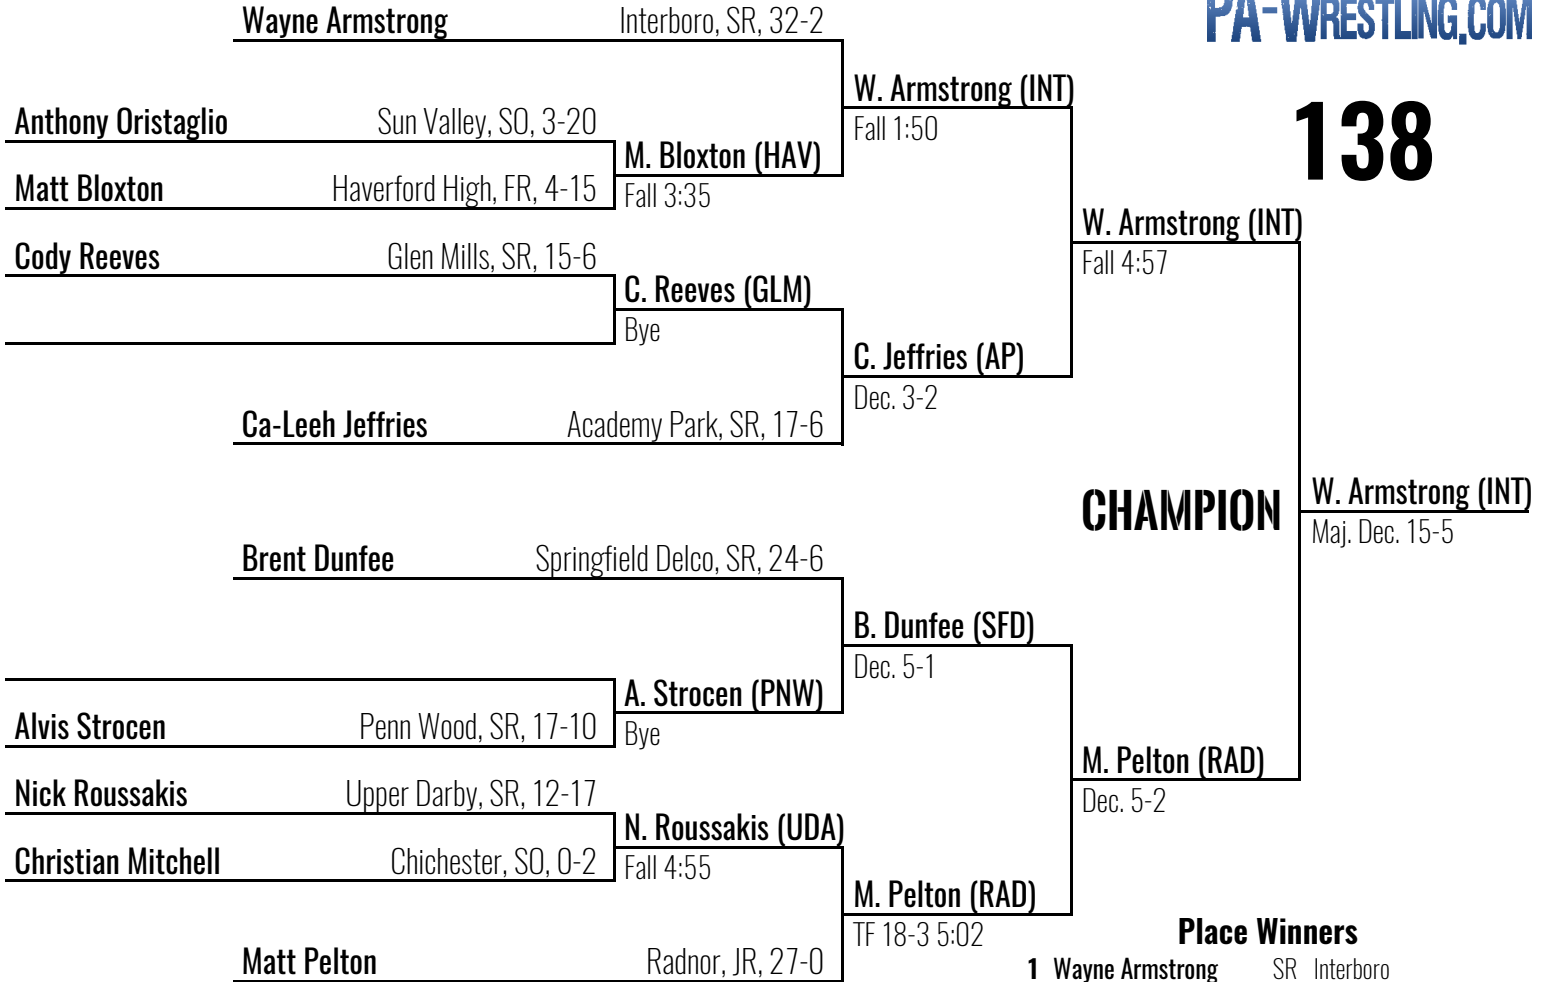 PA-WRESTLING.COM
138
Wayne Armstrong Interboro, SR, 32-2
W. Armstrong (INT)
Fall 1:50
Anthony Oristaglio Sun Valley, SO, 3-20
M. Bloxton (HAV)
Fall 3:35
Matt Bloxton Haverford High, FR, 4-15
W. Armstrong (INT)
Fall 4:57
Cody Reeves Glen Mills, SR, 15-6
C. Reeves (GLM)
Bye
C. Jeffries (AP)
Dec. 3-2
Ca-Leeh Jeffries Academy Park, SR, 17-6
CHAMPION
W. Armstrong (INT)
Maj. Dec. 15-5
Brent Dunfee Springfield Delco, SR, 24-6
B. Dunfee (SFD)
Dec. 5-1
A. Strocen (PNW)
Bye
Alvis Strocen Penn Wood, SR, 17-10
M. Pelton (RAD)
Dec. 5-2
Nick Roussakis Upper Darby, SR, 12-17
N. Roussakis (UDA)
Fall 4:55
Christian Mitchell Chichester, SO, 0-2
M. Pelton (RAD)
TF 18-3 5:02
Matt Pelton Radnor, JR, 27-0
Place Winners
1 Wayne Armstrong SR Interboro